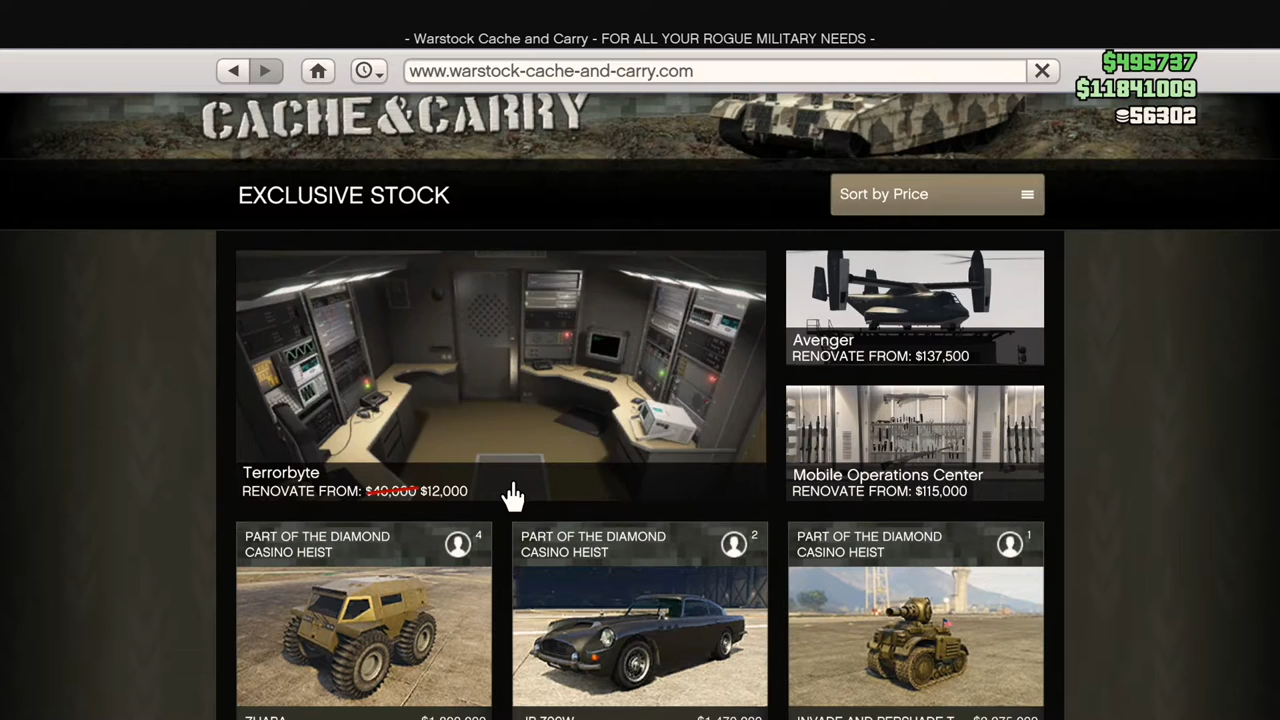 - Warstock Cache and Carry - FOR ALL YOUR ROGUE MILITARY NEEDS -
www.warstock-cache-and-carry.com
$495737
$11841009
56302
CACHE&CARRY
EXCLUSIVE STOCK
Sort by Price
Terrorbyte
RENOVATE FROM: $40,000 $12,000
Avenger
RENOVATE FROM: $137,500
Mobile Operations Center
RENOVATE FROM: $115,000
PART OF THE DIAMOND
CASINO HEIST
4
PART OF THE DIAMOND
CASINO HEIST
2
PART OF THE DIAMOND
CASINO HEIST
1